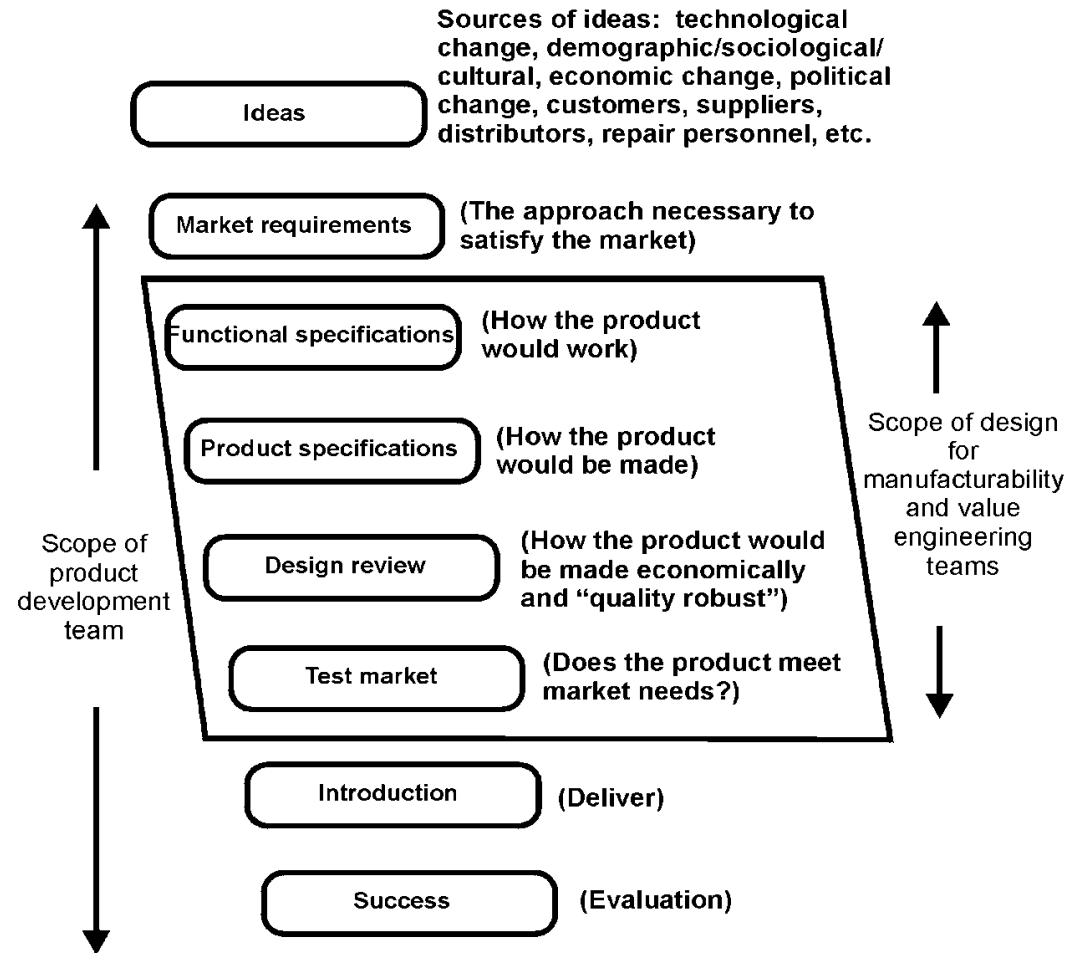 Sources of ideas: technological
change, demographic/sociological/
cultural, economic change, political
change, customers, suppliers,
distributors, repair personnel, etc.
Ideas
Market requirements
(The approach necessary to
satisfy the market)
Functional specifications
(How the product
would work)
Product specifications
(How the product
would be made)
Design review
(How the product would
be made economically
and “quality robust”)
Test market
(Does the product meet
market needs?)
Introduction
(Deliver)
Success
(Evaluation)
Scope of
product
development
team
Scope of design
for
manufacturability
and value
engineering
teams